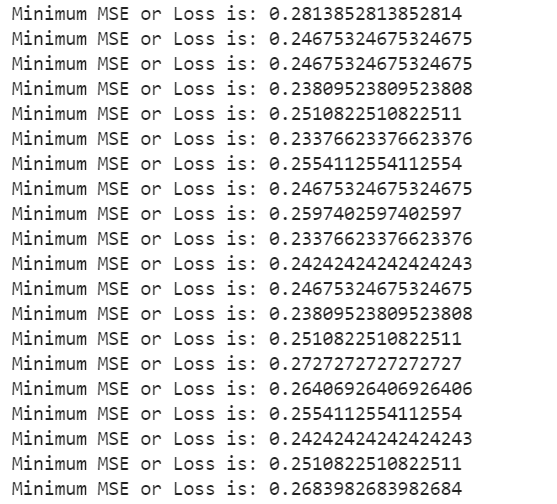 Minimum MSE or Loss is: 0.2813852813852814
Minimum MSE or Loss is: 0.24675324675324675
Minimum MSE or Loss is: 0.24675324675324675
Minimum MSE or Loss is: 0.23809523809523808
Minimum MSE or Loss is: 0.2510822510822511
Minimum MSE or Loss is: 0.23376623376623376
Minimum MSE or Loss is: 0.2554112554112554
Minimum MSE or Loss is: 0.24675324675324675
Minimum MSE or Loss is: 0.2597402597402597
Minimum MSE or Loss is: 0.23376623376623376
Minimum MSE or Loss is: 0.24242424242424243
Minimum MSE or Loss is: 0.24675324675324675
Minimum MSE or Loss is: 0.23809523809523808
Minimum MSE or Loss is: 0.2510822510822511
Minimum MSE or Loss is: 0.2727272727272727
Minimum MSE or Loss is: 0.26406926406926406
Minimum MSE or Loss is: 0.2554112554112554
Minimum MSE or Loss is: 0.24242424242424243
Minimum MSE or Loss is: 0.2510822510822511
Minimum MSE or Loss is: 0.2683982683982684